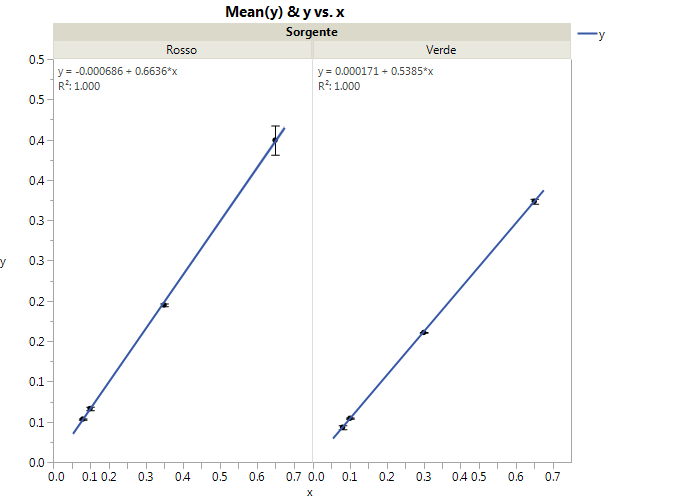 Mean(y) & y vs. x
Sorgente
Rosso Verde
y
y = -0.000686 + 0.6636*x
R²: 1.000
y = 0.000171 + 0.5385*x
R²: 1.000
0.5
0.5
0.4
0.4
0.3
0.3
0.2
0.2
0.1
0.1
0.0
y
0.0 0.1 0.2 0.3 0.4 0.5 0.6 0.7 0.0 0.1 0.2 0.3 0.4 0.5 0.6 0.7
x